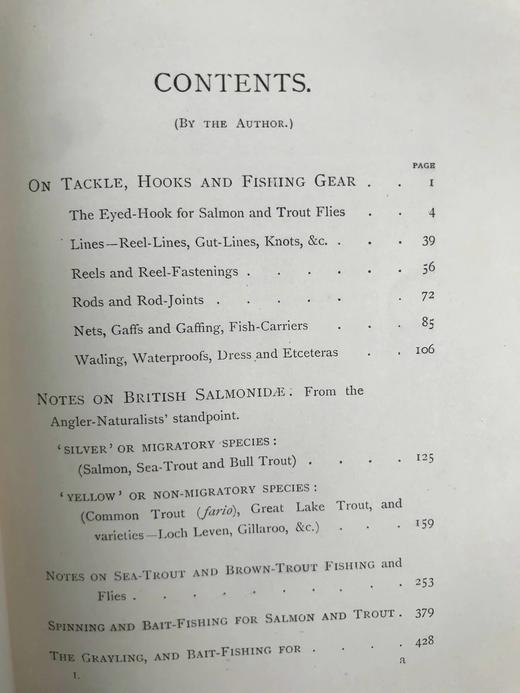 CONTENTS.
(BY THE AUTHOR.)
PAGE
ON TACKLE, HOOKS AND FISHING GEAR . . 1
The Eyed-Hook for Salmon and Trout Flies . . 4
Lines—Reel-Lines, Gut-Lines, Knots, &c. . . . 39
Reels and Reel-Fastenings . . . . . . 56
Rods and Rod-Joints . . . . . . . 72
Nets, Gaffs and Gaffing, Fish-Carriers . . . 85
Wading, Waterproofs, Dress and Etceteras . . 106
NOTES ON BRITISH SALMONIDÆ: From the
Angler-Naturalists' standpoint.
'SILVER' OR MIGRATORY SPECIES:
(Salmon, Sea-Trout and Bull Trout) . . . . 125
'YELLOW' OR NON-MIGRATORY SPECIES:
(Common Trout (fario), Great Lake Trout, and
varieties—Loch Leven, Gillaroo, &c.) . . . 159
NOTES ON SEA-TROUT AND BROWN-TROUT FISHING and
Flies . . . . . . . . . 253
SPINNING AND BAIT-FISHING FOR SALMON AND TROUT . 379
THE GRAYLING, AND BAIT-FISHING FOR . . . . 428
I. a